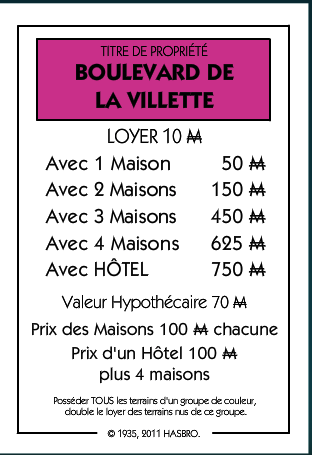 TITRE DE PROPRIÉTÉ
BOULEVARD DE
LA VILLETTE
LOYER 10 M
Avec 1 Maison 50 M
Avec 2 Maisons 150 M
Avec 3 Maisons 450 M
Avec 4 Maisons 625 M
Avec HÔTEL 750 M
Valeur Hypothécaire 70 M
Prix des Maisons 100 M chacune
Prix d'un Hôtel 100 M
plus 4 maisons
Posséder TOUS les terrains d'un groupe de couleur,
double le loyer des terrains nus de ce groupe.
© 1935, 2011 HASBRO.